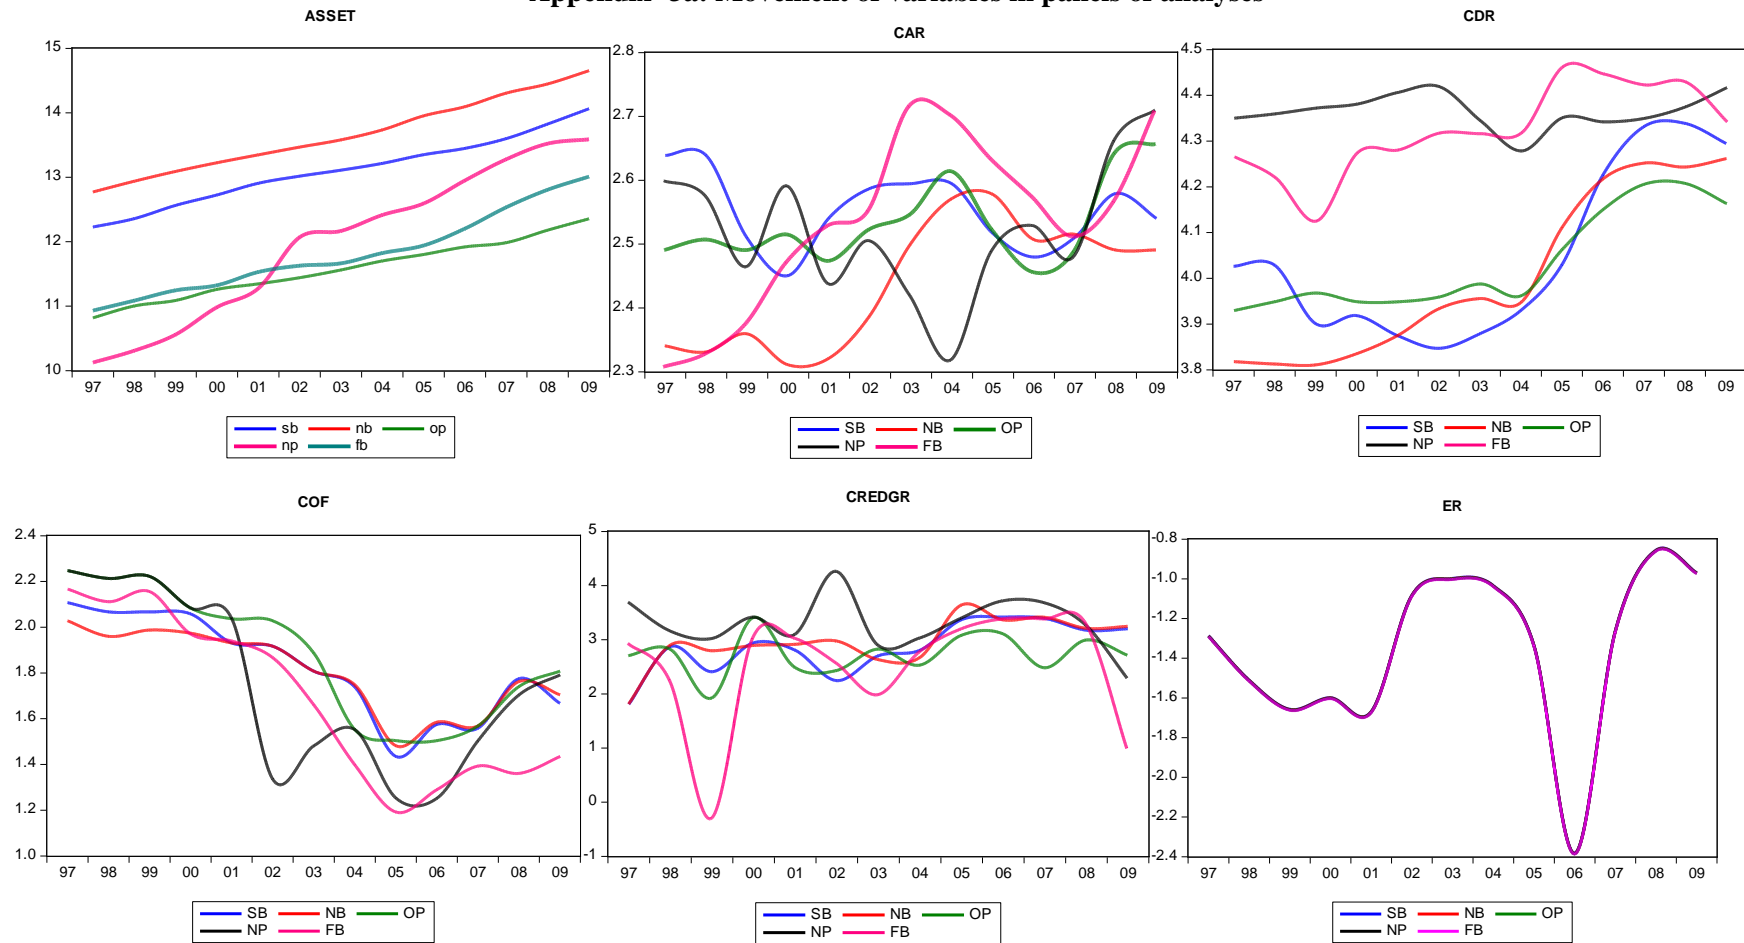 ASSET
15
14
13
12
11
10
97 98 99 00 01 02 03 04 05 06 07 08 09
sb nb op
np fb
CAR
2.8
2.7
2.6
2.5
2.4
2.3
97 98 99 00 01 02 03 04 05 06 07 08 09
SB NB OP
NP FB
CDR
4.5
4.4
4.3
4.2
4.1
4.0
3.9
3.8
97 98 99 00 01 02 03 04 05 06 07 08 09
SB NB OP
NP FB
COF
2.4
2.2
2.0
1.8
1.6
1.4
1.2
1.0
97 98 99 00 01 02 03 04 05 06 07 08 09
SB NB OP
NP FB
CREDGR
5
4
3
2
1
0
-1
97 98 99 00 01 02 03 04 05 06 07 08 09
SB NB OP
NP FB
ER
-0.8
-1.0
-1.2
-1.4
-1.6
-1.8
-2.0
-2.2
-2.4
97 98 99 00 01 02 03 04 05 06 07 08 09
SB NB OP
NP FB